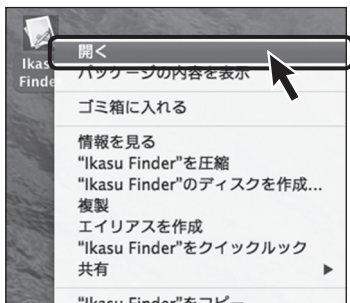 Ikas
Finde
開く
パッケージの内容を表示
ゴミ箱に入れる
情報を見る
“Ikasu Finder”を圧縮
“Ikasu Finder”のディスクを作成...
複製
エイリアスを作成
“Ikasu Finder”をクイックルック
共有
“Ikasu Finder”をコピー